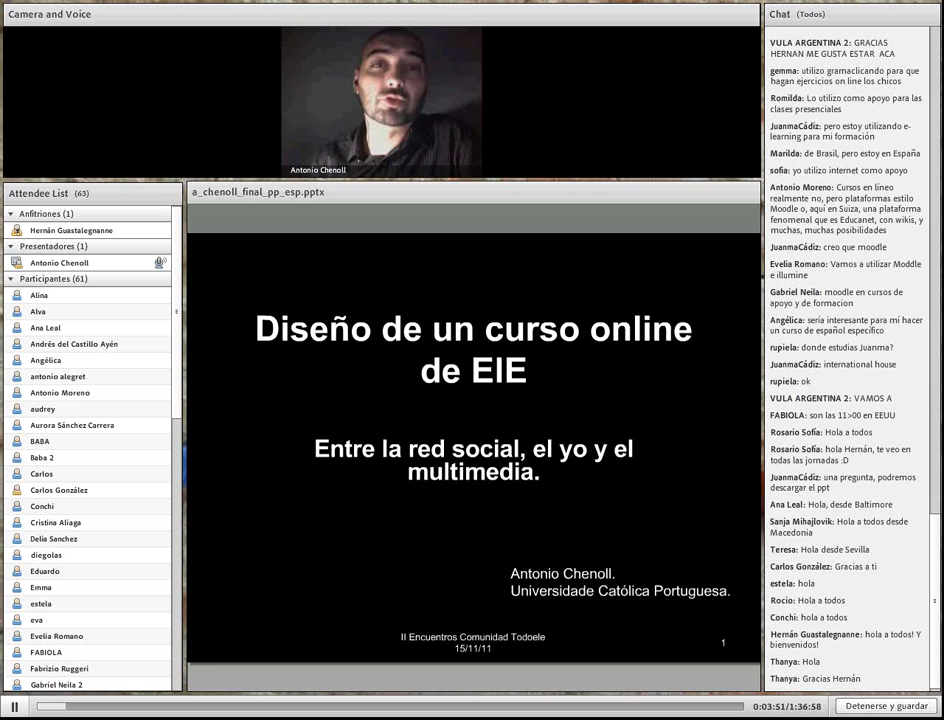 Camera and Voice
Antonio Chenoll
Attendee List (63)
Anfitriones (1)
Hernán Guastalegnanne
Presentadores (1)
Antonio Chenoll
Participantes (61)
Alina
Alva
Ana Leal
Andrés del Castillo Ayén
Angélica
antonio alegret
Antonio Moreno
audrey
Aurora Sánchez Carrera
BABA
Baba 2
Carlos
Carlos González
Conchi
Cristina Aliaga
Delia Sanchez
diegolas
Eduardo
Emma
estela
eva
Evelia Romano
FABIOLA
Fabrizio Ruggeri
Gabriel Neila 2
a_chenoll_final_pp_esp.pptx
Diseño de un curso online
de ElE
Entre la red social, el yo y el
multimedia.
Antonio Chenoll.
Universidade Católica Portuguesa.
II Encuentros Comunidad Todoele
15/11/11
1
Chat (Todos)
VULA ARGENTINA 2: GRACIAS
HERNAN ME GUSTA ESTAR ACA
gemma: utilizo gramaclicando para que
hagan ejercicios on line los chicos
Romilda: Lo utilizo como apoyo para las
clases presenciales
JuanmaCádiz: pero estoy utilizando e-
learning para mi formación
Marilda: de Brasil, pero estoy en España
sofia: yo utilizo internet como apoyo
Antonio Moreno: Cursos en líneo
realmente no, pero plataformas estilo
Moodle o, aquí en Suiza, una plataforma
fenomenal que es Educanet, con wikis, y
muchas, muchas posibilidades
JuanmaCádiz: creo que moodle
Evelia Romano: Vamos a utilizar Moddle
e illumine
Gabriel Neila: moodle en cursos de
apoyo y de formacion
Angélica: sería interesante para mí hacer
un curso de español específico
rupiela: donde estudias Juanma?
JuanmaCádiz: international house
rupiela: ok
VULA ARGENTINA 2: VAMOS A
FABIOLA: son las 11>00 en EEUU
Rosario Sofía: Hola a todos
Rosario Sofía: hola Hernán, te veo en
todas las jornadas :D
JuanmaCádiz: una pregunta, podremos
descargar el ppt
Ana Leal: Hola, desde Baltimore
Sanja Mihajlovik: Hola a todos desde
Macedonia
Teresa: Hola desde Sevilla
Carlos González: Gracias a ti
estela: hola
Rocio: Hola a todos
Conchi: hola a todos
Hernán Guastalegnanne: hola a todos! Y
bienvenidos!
Thanya: Hola
Thanya: Gracias Hernán
0:03:51/1:36:58
Detenerse y guardar